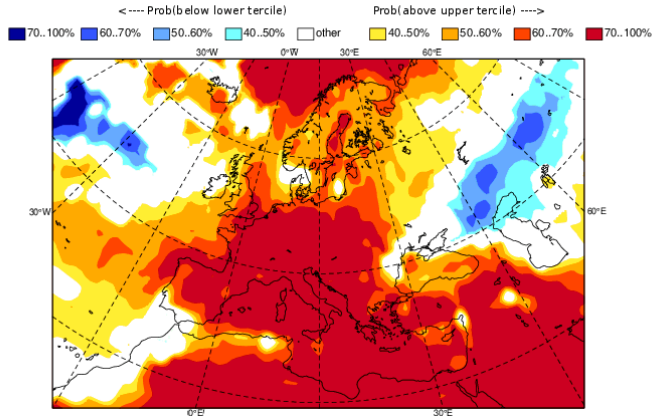 <---- Prob(below lower tercile) Prob(above upper tercile) ---->
70..100% 60..70% 50..60% 40..50% other 40..50% 50..60% 60..70% 70..100%
30°W 0°W 30°E 60°E
30°W 60°E
0°E 30°E